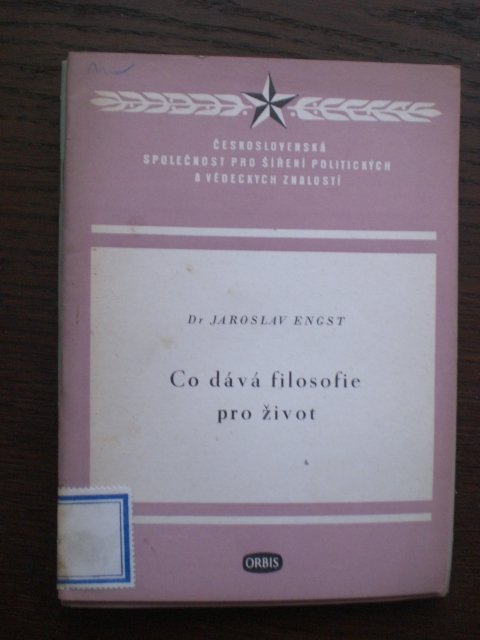 ČESKOSLOVENSKÁ
SPOLEČNOST PRO ŠÍŘENÍ POLITICKÝCH
A VĚDECKÝCH ZNALOSTÍ
Dr JAROSLAV ENGST
Co dává filosofie
pro život
ORBIS